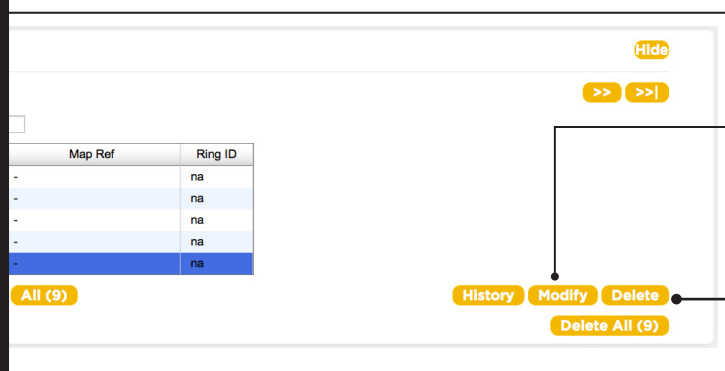 Hide
>> >>|
Map Ref Ring ID
- na
- na
- na
- na
- na
All (9) History Modify Delete
Delete All (9)